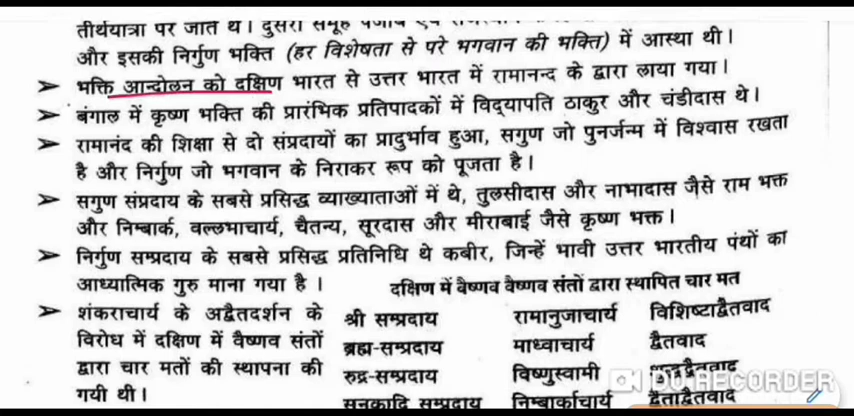 तीर्थयात्रा पर जाते थे। दुसरा समूह पंजाब एवं
और इसकी निर्गुण भक्ति (हर विशेषता से परे भगवान की भक्ति) में आस्था थी।
➢ भक्ति आन्दोलन को दक्षिण भारत से उत्तर भारत में रामानन्द के द्वारा लाया गया।
➢ बंगाल में कृष्ण भक्ति की प्रारंभिक प्रतिपादकों में विद्यापति ठाकुर और चंडीदास थे।
➢ रामानंद की शिक्षा से दो संप्रदायों का प्रादुर्भाव हुआ, सगुण जो पुनर्जन्म में विश्वास रखता
है और निर्गुण जो भगवान के निराकर रूप को पूजता है।
➢ सगुण संप्रदाय के सबसे प्रसिद्ध व्याख्याताओं में थे, तुलसीदास और नाभादास जैसे राम भक्त
और निम्बार्क, वल्लभाचार्य, चैतन्य, सूरदास और मीराबाई जैसे कृष्ण भक्त।
➢ निर्गुण सम्प्रदाय के सबसे प्रसिद्ध प्रतिनिधि थे कबीर, जिन्हें भावी उत्तर भारतीय पंथों का
आध्यात्मिक गुरु माना गया है ।
➢ शंकराचार्य के अद्वैतदर्शन के
विरोध में दक्षिण में वैष्णव संतों
द्वारा चार मतों की स्थापना की
गयी थी।
दक्षिण में वैष्णव वैष्णव संतों द्वारा स्थापित चार मत
श्री सम्प्रदाय रामानुजाचार्य विशिष्टाद्वैतवाद
ब्रह्म-सम्प्रदाय माध्वाचार्य द्वैतवाद
रुद्र-सम्प्रदाय विष्णुस्वामी शुद्धद्वैतवाद
सनकादि सम्प्रदाय निम्बार्काचार्य द्वैताद्वैतवाद
DU RECORDER